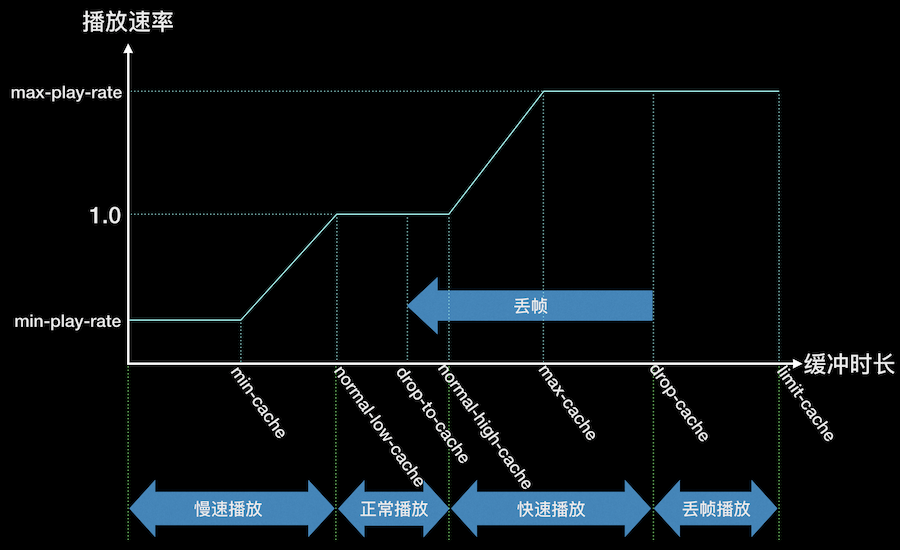 播放速率
max-play-rate
1.0
min-play-rate
丢帧
缓冲时长
min-cache
normal-low-cache
drop-to-cache
normal-high-cache
max-cache
drop-cache
limit-cache
慢速播放
正常播放
快速播放
丢帧播放